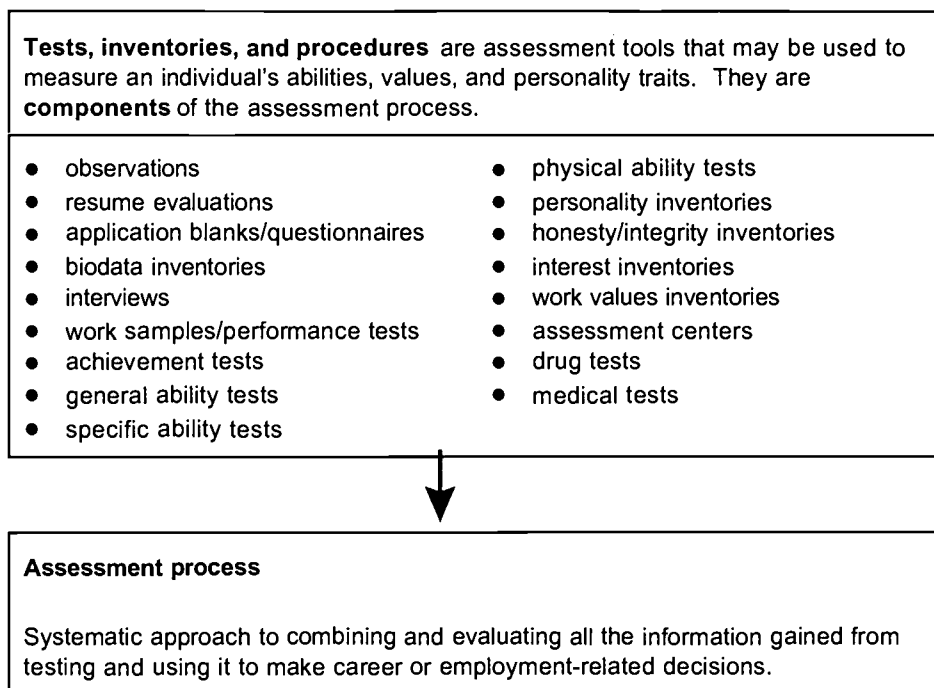 Tests, inventories, and procedures are assessment tools that may be used to
measure an individual's abilities, values, and personality traits. They are
components of the assessment process.
● observations
● resume evaluations
● application blanks/questionnaires
● biodata inventories
● interviews
● work samples/performance tests
● achievement tests
● general ability tests
● specific ability tests
● physical ability tests
● personality inventories
● honesty/integrity inventories
● interest inventories
● work values inventories
● assessment centers
● drug tests
● medical tests
Assessment process
Systematic approach to combining and evaluating all the information gained from
testing and using it to make career or employment-related decisions.